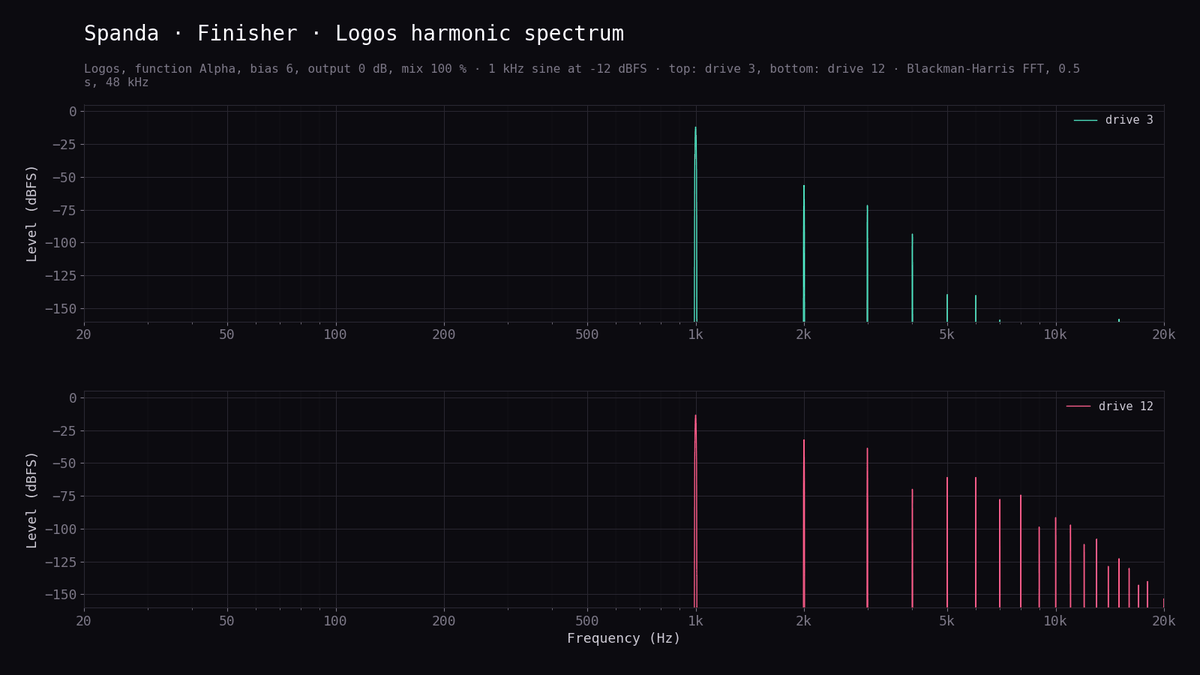 Spanda · Finisher · Logos harmonic spectrum
Logos, function Alpha, bias 6, output 0 dB, mix 100 % · 1 kHz sine at -12 dBFS · top: drive 3, bottom: drive 12 · Blackman-Harris FFT, 0.5
s, 48 kHz
drive 3
Level (dBFS)
0
−25
−50
−75
−100
−125
−150
20 50 100 200 500 1k 2k 5k 10k 20k
drive 12
Level (dBFS)
0
−25
−50
−75
−100
−125
−150
20 50 100 200 500 1k 2k 5k 10k 20k
Frequency (Hz)